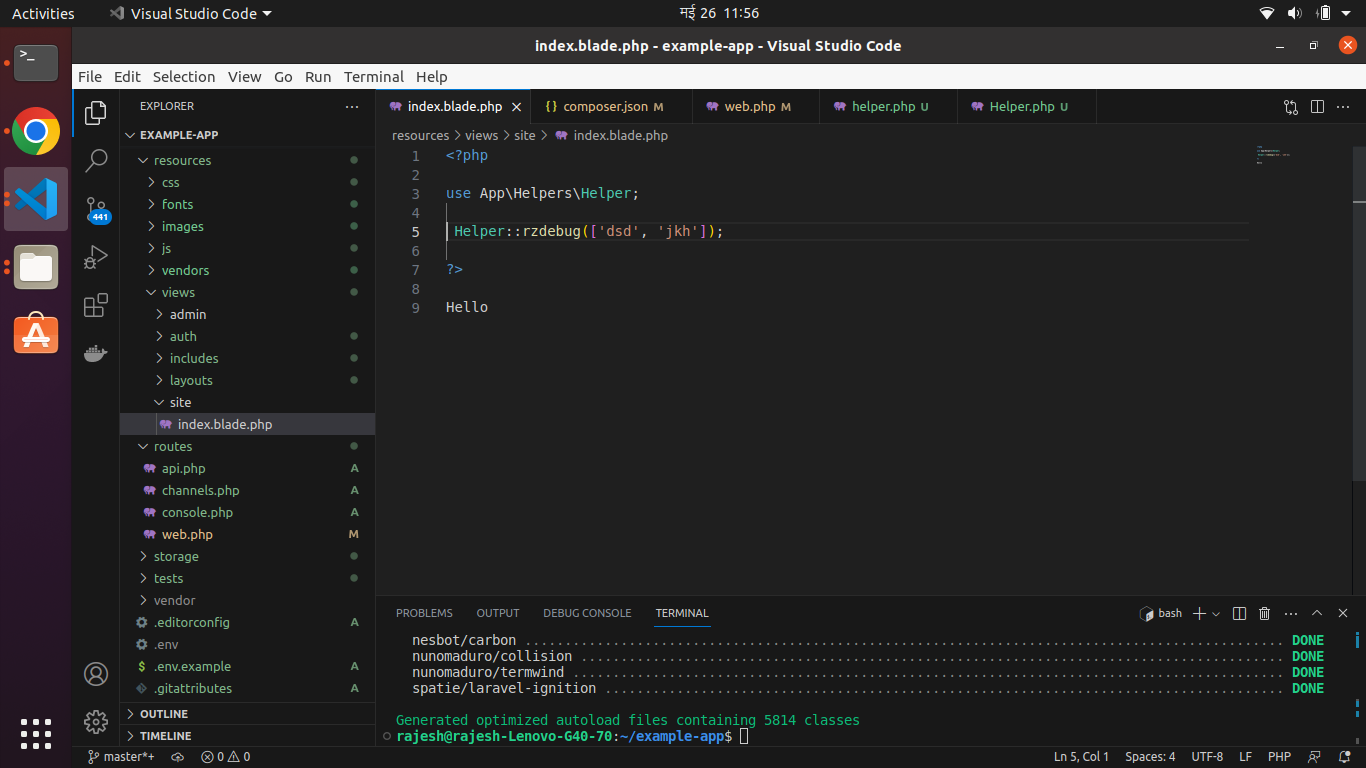 Activities
Visual Studio Code
मई 26 11:56
index.blade.php - example-app - Visual Studio Code
File Edit Selection View Go Run Terminal Help
EXPLORER
EXAMPLE-APP
resources
css
fonts
images
js
vendors
views
admin
auth
includes
layouts
site
index.blade.php
routes
api.php A
channels.php A
console.php A
web.php M
storage
tests
vendor
.editorconfig A
.env
.env.example A
.gitattributes A
OUTLINE
TIMELINE
441
index.blade.php
composer.json M
web.php M
helper.php U
Helper.php U
resources > views > site > index.blade.php
1 <?php
2
3 use App\Helpers\Helper;
4
5 Helper::rzdebug(['dsd', 'jkh']);
6
7 ?>
8
9 Hello
PROBLEMS OUTPUT DEBUG CONSOLE TERMINAL
bash
nesbot/carbon ............................................................................................... DONE
nunomaduro/collision ........................................................................................ DONE
nunomaduro/termwind ......................................................................................... DONE
spatie/laravel-ignition ..................................................................................... DONE
Generated optimized autoload files containing 5814 classes
rajesh@rajesh-Lenovo-G40-70:~/example-app$
master*+
0 0
Ln 5, Col 1 Spaces: 4 UTF-8 LF PHP